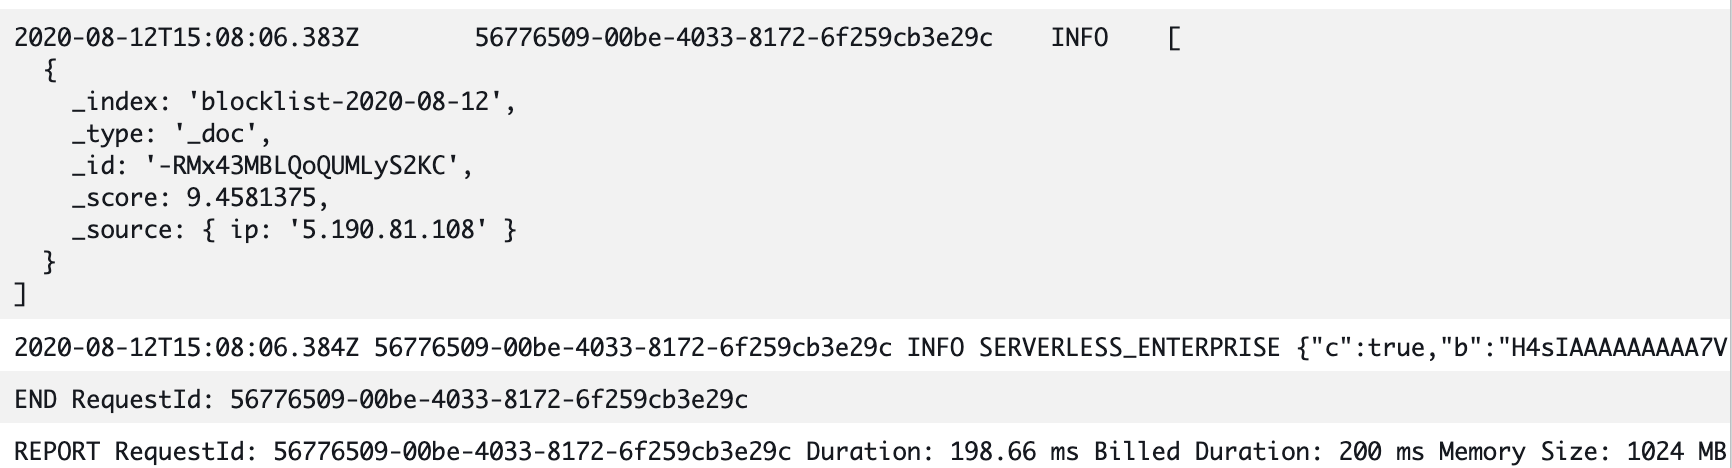 2020-08-12T15:08:06.383Z        56776509-00be-4033-8172-6f259cb3e29c    INFO    [
  {
    _index: 'blocklist-2020-08-12',
    _type: '_doc',
    _id: '-RMx43MBLQoQUMLyS2KC',
    _score: 9.4581375,
    _source: { ip: '5.190.81.108' }
  }
]
2020-08-12T15:08:06.384Z 56776509-00be-4033-8172-6f259cb3e29c INFO SERVERLESS_ENTERPRISE {"c":true,"b":"H4sIAAAAAAAAA7V
END RequestId: 56776509-00be-4033-8172-6f259cb3e29c
REPORT RequestId: 56776509-00be-4033-8172-6f259cb3e29c Duration: 198.66 ms Billed Duration: 200 ms Memory Size: 1024 MB